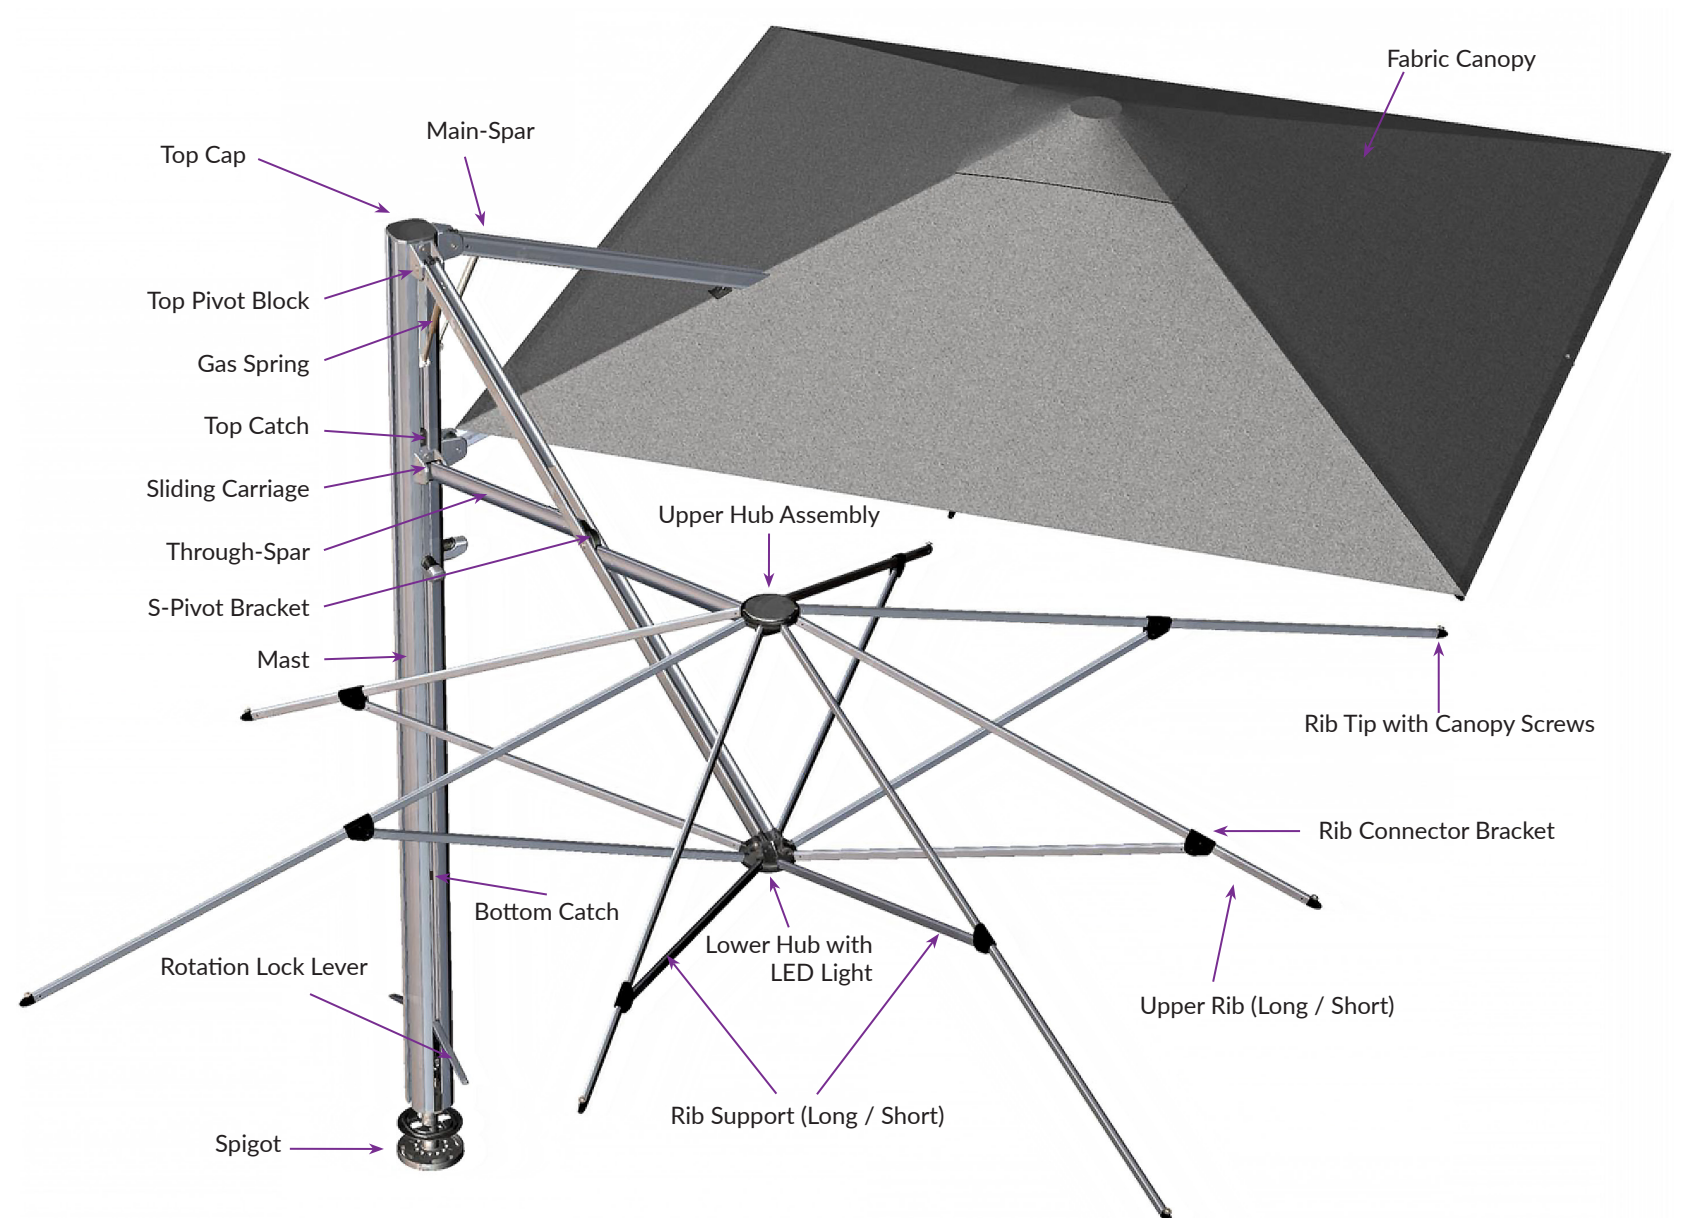 Fabric Canopy
Main-Spar
Top Cap
Top Pivot Block
Gas Spring
Top Catch
Sliding Carriage
Upper Hub Assembly
Through-Spar
S-Pivot Bracket
Mast
Rib Tip with Canopy Screws
Rib Connector Bracket
Bottom Catch
Lower Hub with
LED Light
Rotation Lock Lever
Upper Rib (Long / Short)
Rib Support (Long / Short)
Spigot